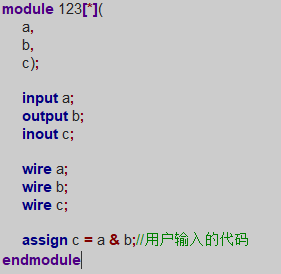 module 123[*](
a,
b,
c);
input a;
output b;
inout c;
wire a;
wire b;
wire c;
assign c = a & b;//用户输入的代码
endmodule